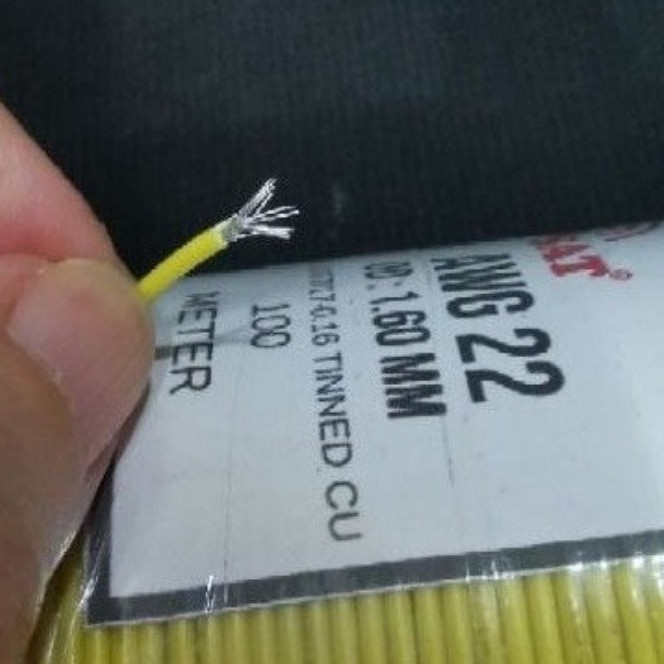 AWG 22
OD: 1.60 MM
7-0.16 TINNED CU
100
METER